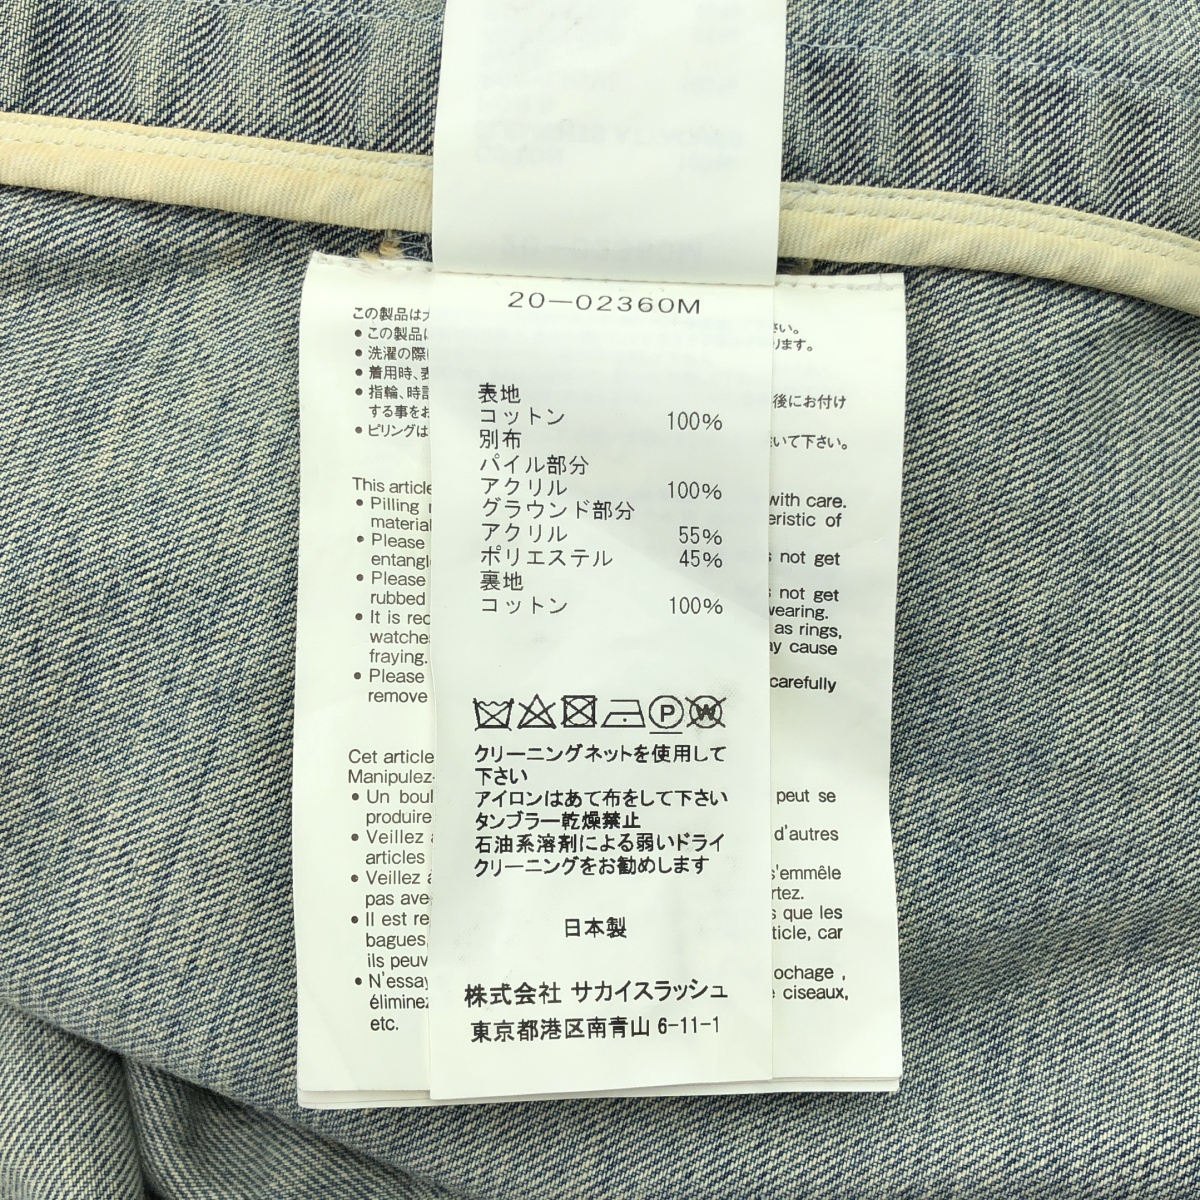 20-02360M
表地
コットン 100%
別布
パイル部分
アクリル 100%
グラウンド部分
アクリル 55%
ポリエステル 45%
裏地
コットン 100%
P W
クリーニングネットを使用して
下さい
アイロンはあて布をして下さい
タンブラー乾燥禁止
石油系溶剤による弱いドライ
クリーニングをお勧めします
日本製
株式会社 サカイスラッシュ
東京都港区南青山 6-11-1
この製品は
● この製品に さい。
● 洗濯の際 ります。
● 着用時、
● 指輪、時 後にお付け
する事をお
● ピリングは いて下さい。
This article with care.
● Pilling eristic of
material
● Please not get
entangl
● Please not get
rubbed wearing.
● It is rec as rings,
watche ay cause
fraying.
● Please carefully
remove
Cet article
Manipulez-
● Un boul peut se
produire
● Veillez d'autres
articles
● Veillez s'emmêle
pas ave rtez.
● Il est re que les
bagues, ticle, car
ils peuv
● N'essay ochage ,
éliminez ciseaux,
etc.